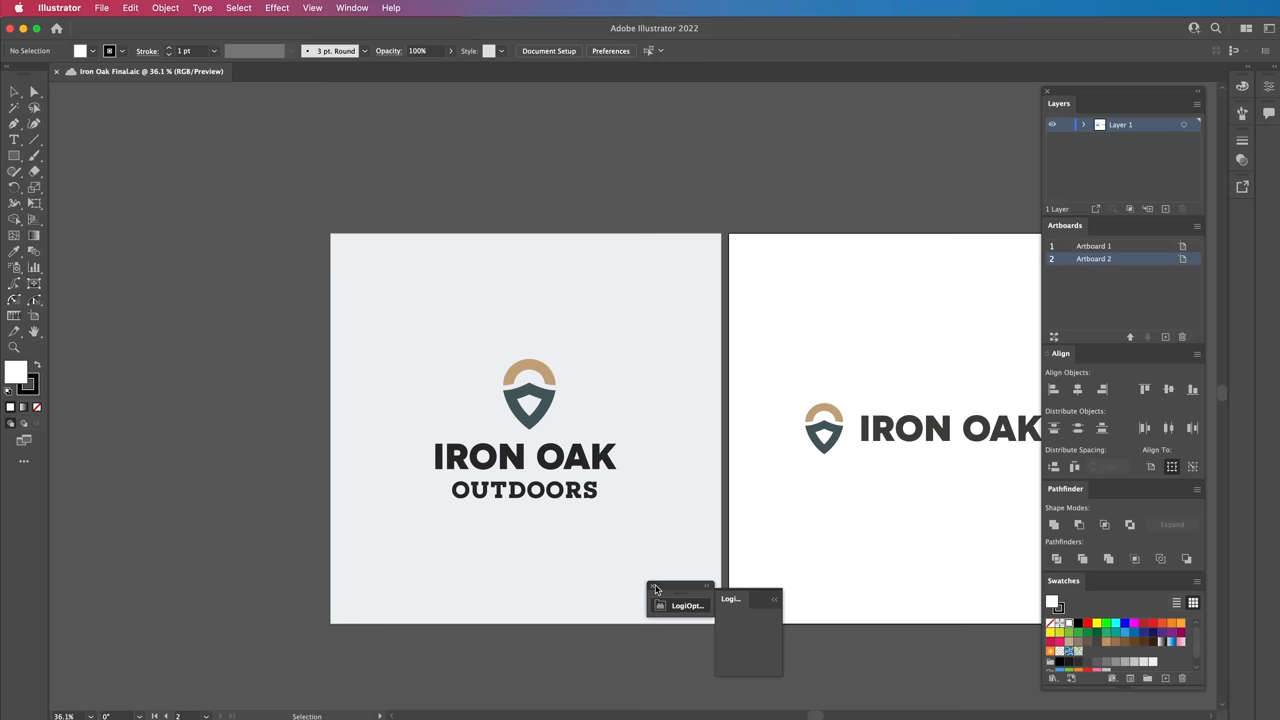 Illustrator File Edit Object Type Select Effect View Window Help
Adobe Illustrator 2022
No Selection Stroke: 1 pt 3 pt. Round Opacity: 100% Style: Document Setup Preferences
Iron Oak Final.aic @ 36.1 % (RGB/Preview)
Layers
Layer 1
1 Layer
Artboards
1 Artboard 1
2 Artboard 2
Align
Align Objects:
Distribute Objects:
Distribute Spacing: Align To:
Pathfinder
Shape Modes:
Expand
Pathfinders:
Swatches
IRON OAK
OUTDOORS
IRON OAK
LogiOpt...
Logi...
36.1% 0° 2 Selection